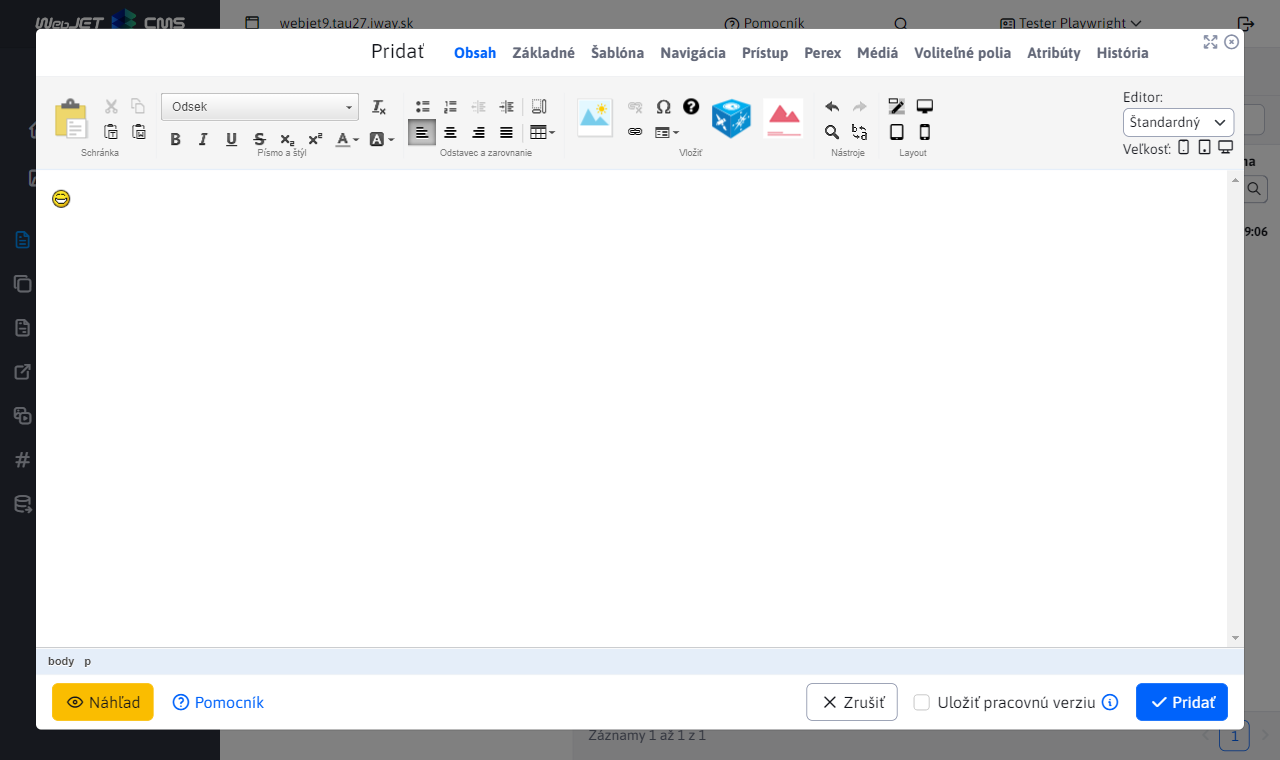 WebJET CMS
webjet9.tau27.iway.sk
Pomocník
Tester Playwright
Pridať
Obsah
Základné
Šablóna
Navigácia
Prístup
Perex
Médiá
Voliteľné polia
Atribúty
História
Odsek
Schránka
Písmo a štýl
Odstavec a zarovnanie
Vložiť
Nástroje
Layout
Editor:
Štandardný
Veľkosť:
9:06
body p
Náhľad
Pomocník
Zrušiť
Uložiť pracovnú verziu
Pridať
Záznamy 1 až 1 z 1
1